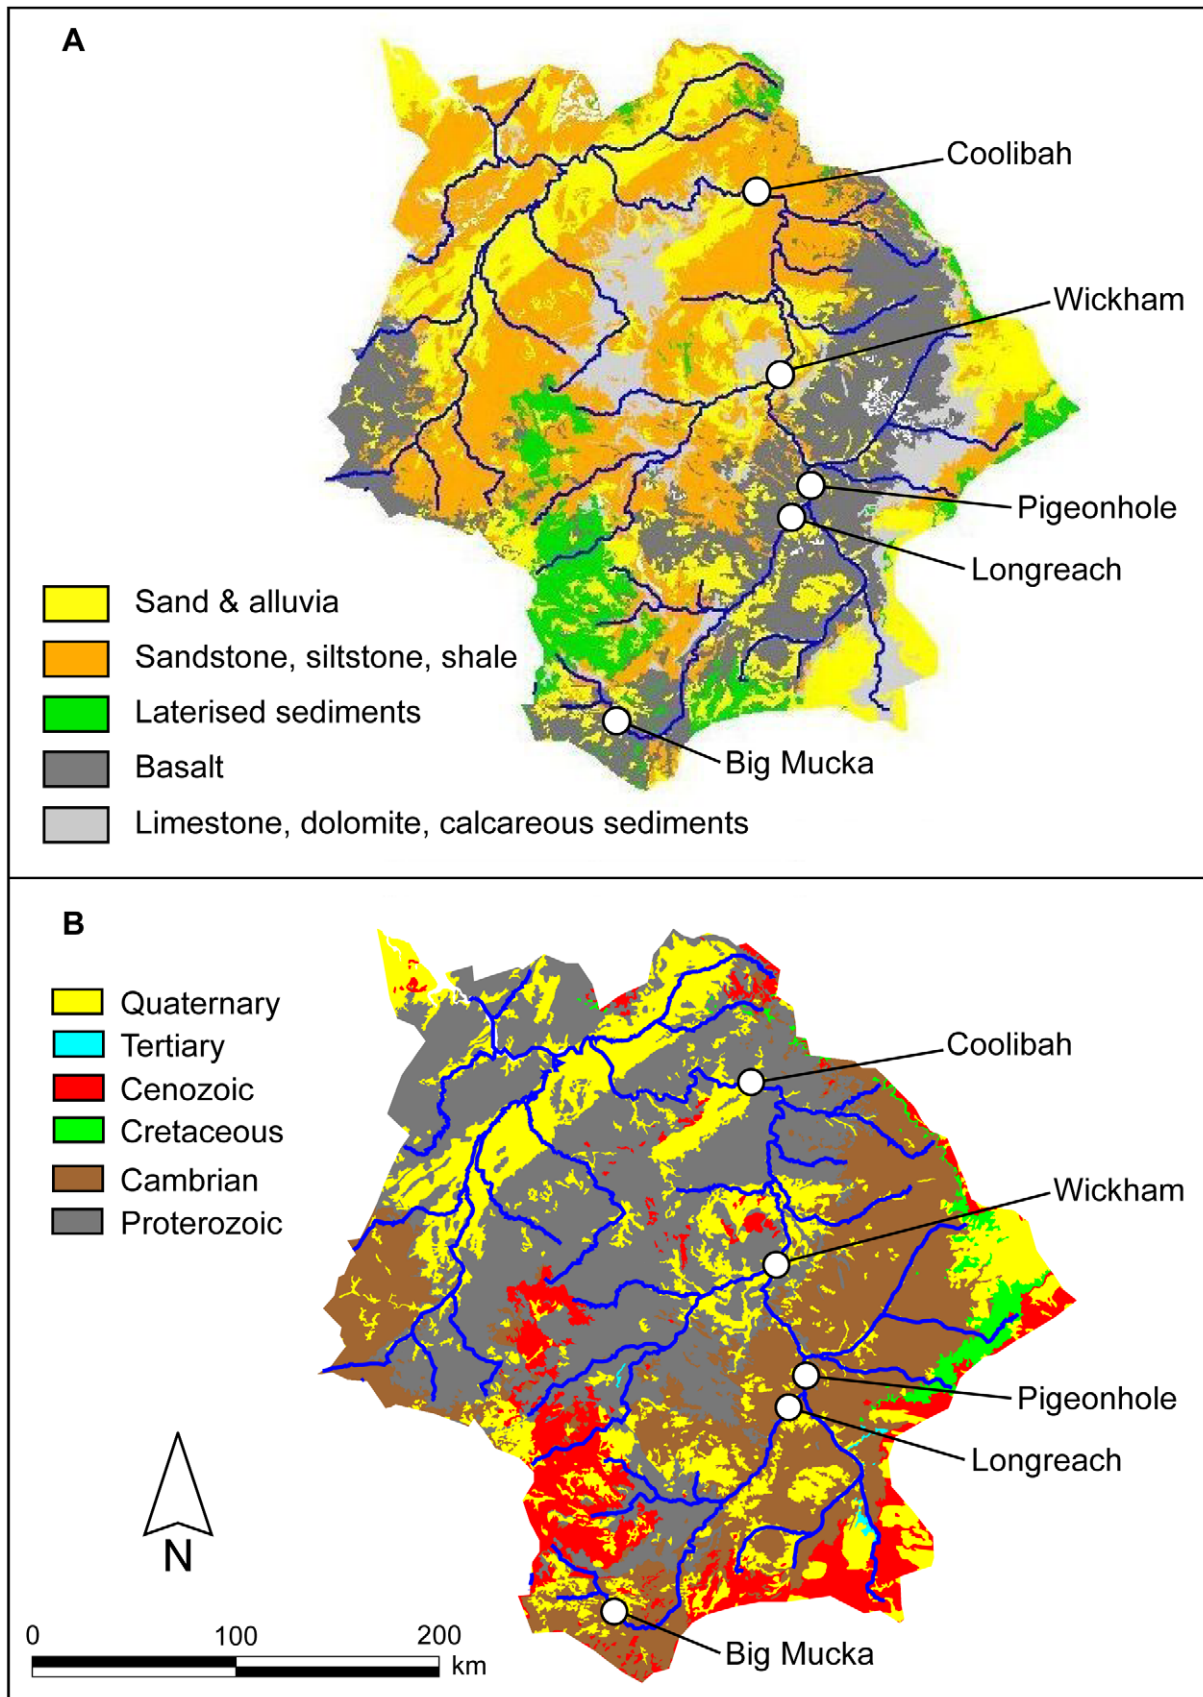 A
Coolibah
Wickham
Pigeonhole
Longreach
Big Mucka
Sand & alluvia
Sandstone, siltstone, shale
Laterised sediments
Basalt
Limestone, dolomite, calcareous sediments
B
Quaternary
Tertiary
Cenozoic
Cretaceous
Cambrian
Proterozoic
Coolibah
Wickham
Pigeonhole
Longreach
Big Mucka
N
0 100 200
km